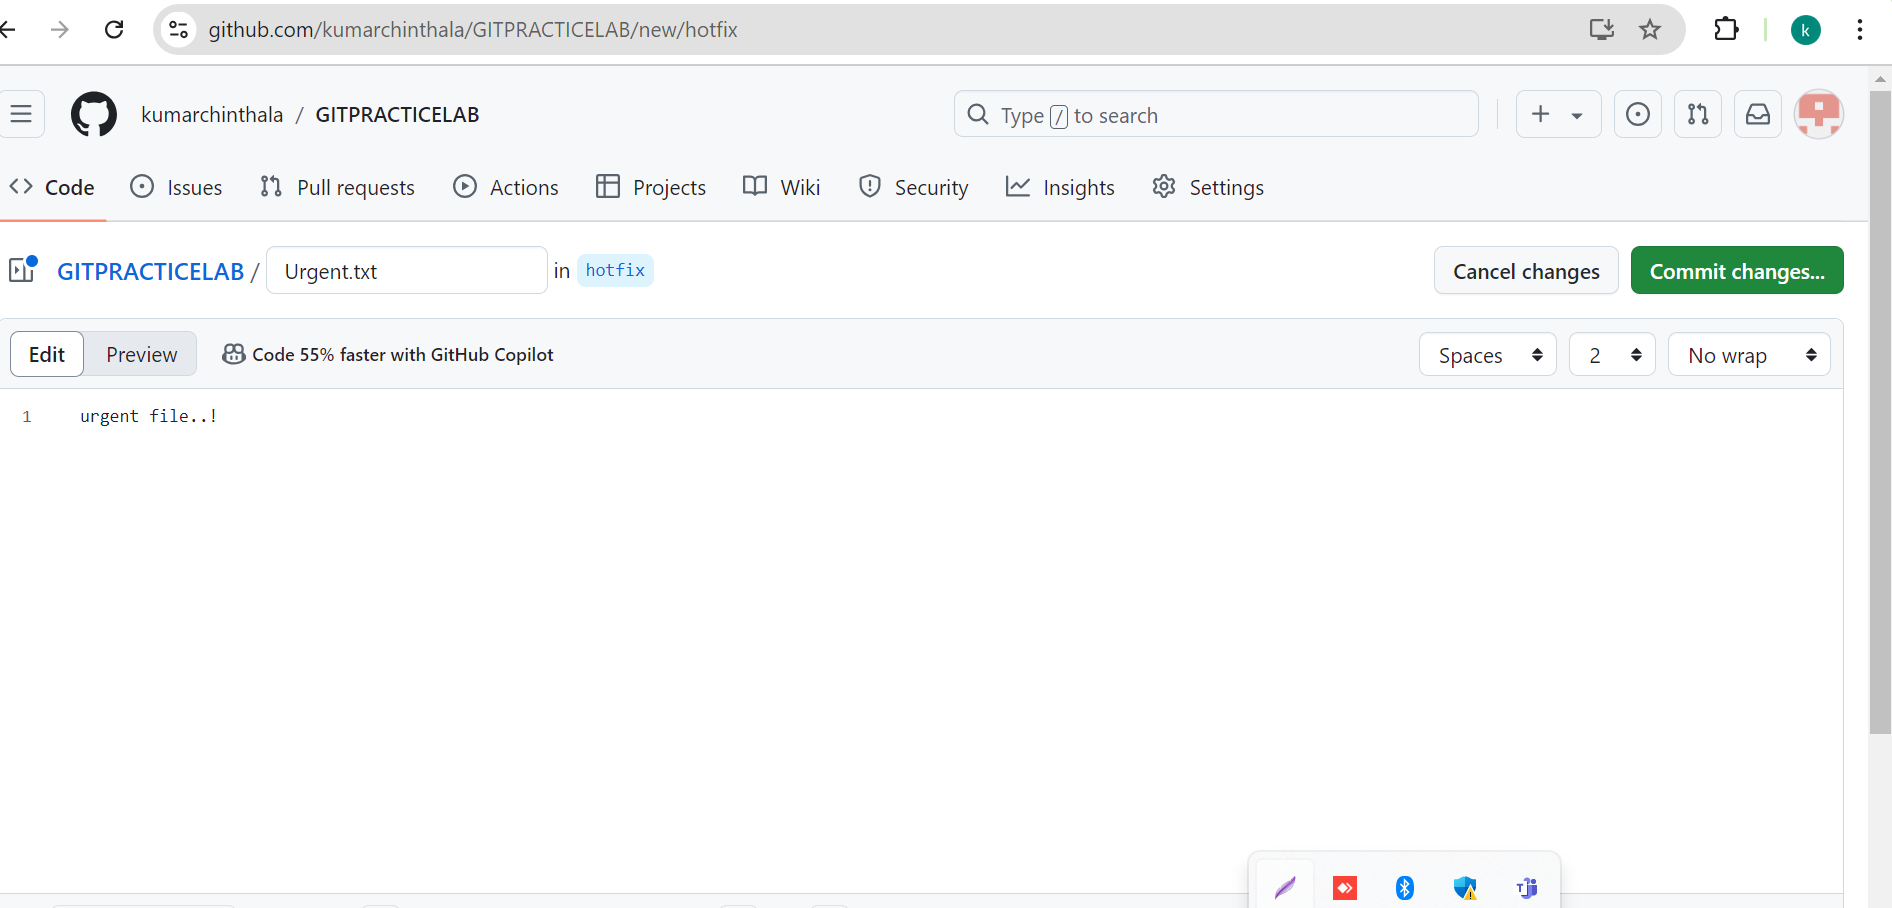 github.com/kumarchinthala/GITPRACTICELAB/new/hotfix
k
kumarchinthala / GITPRACTICELAB
Type / to search
Code Issues Pull requests Actions Projects Wiki Security Insights Settings
GITPRACTICELAB / Urgent.txt in hotfix
Cancel changes Commit changes...
Edit Preview Code 55% faster with GitHub Copilot
Spaces 2 No wrap
1 urgent file..!